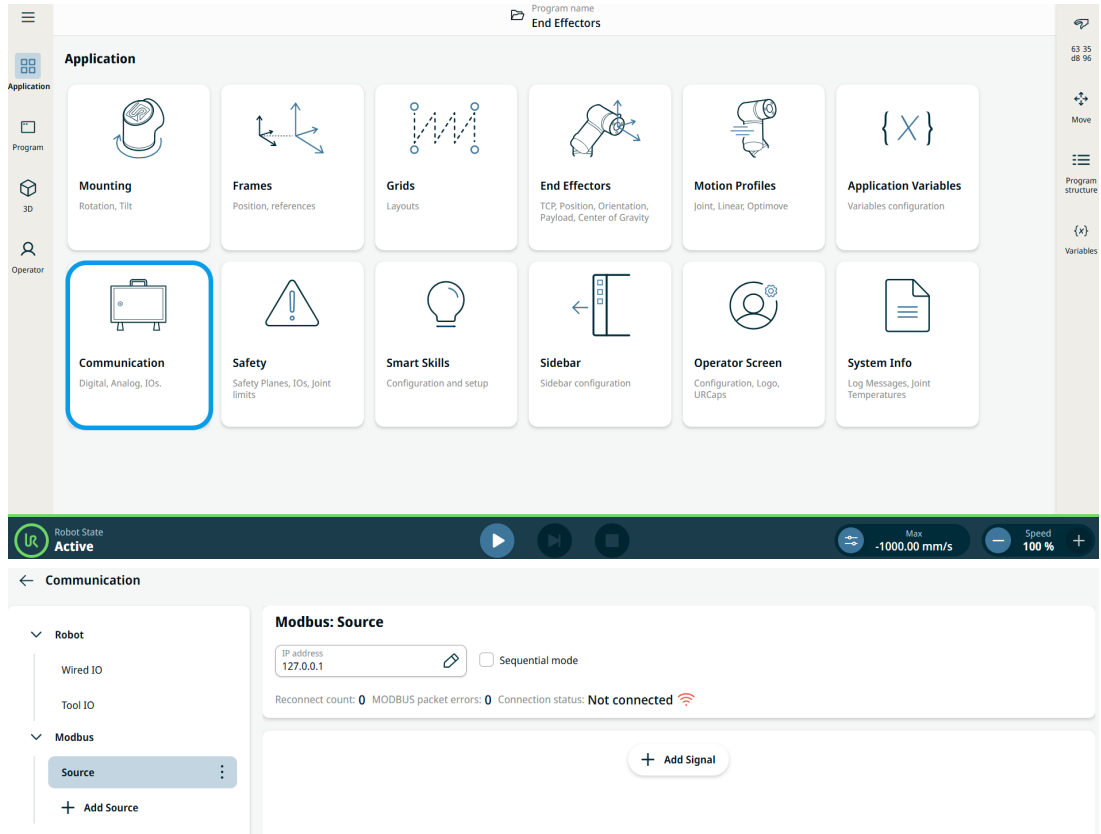 Program name
End Effectors
Application
Program
3D
Operator
Application
Mounting
Rotation, Tilt
Frames
Position, references
Grids
Layouts
End Effectors
TCP, Position, Orientation,
Payload, Center of Gravity
Motion Profiles
Joint, Linear, Optimove
{X}
Application Variables
Variables configuration
Communication
Digital, Analog, IOs.
Safety
Safety Planes, IOs, Joint
limits
Smart Skills
Configuration and setup
Sidebar
Sidebar configuration
Operator Screen
Configuration, Logo,
URCaps
System Info
Log Messages, Joint
Temperatures
63 35
d8 96
Move
Program
structure
{x}
Variables
UR
Robot State
Active
Max
-1000.00 mm/s
Speed
100 %
Communication
Robot
Wired IO
Tool IO
Modbus
Source
Add Source
Modbus: Source
IP address
127.0.0.1
Sequential mode
Reconnect count: 0 MODBUS packet errors: 0 Connection status: Not connected
Add Signal